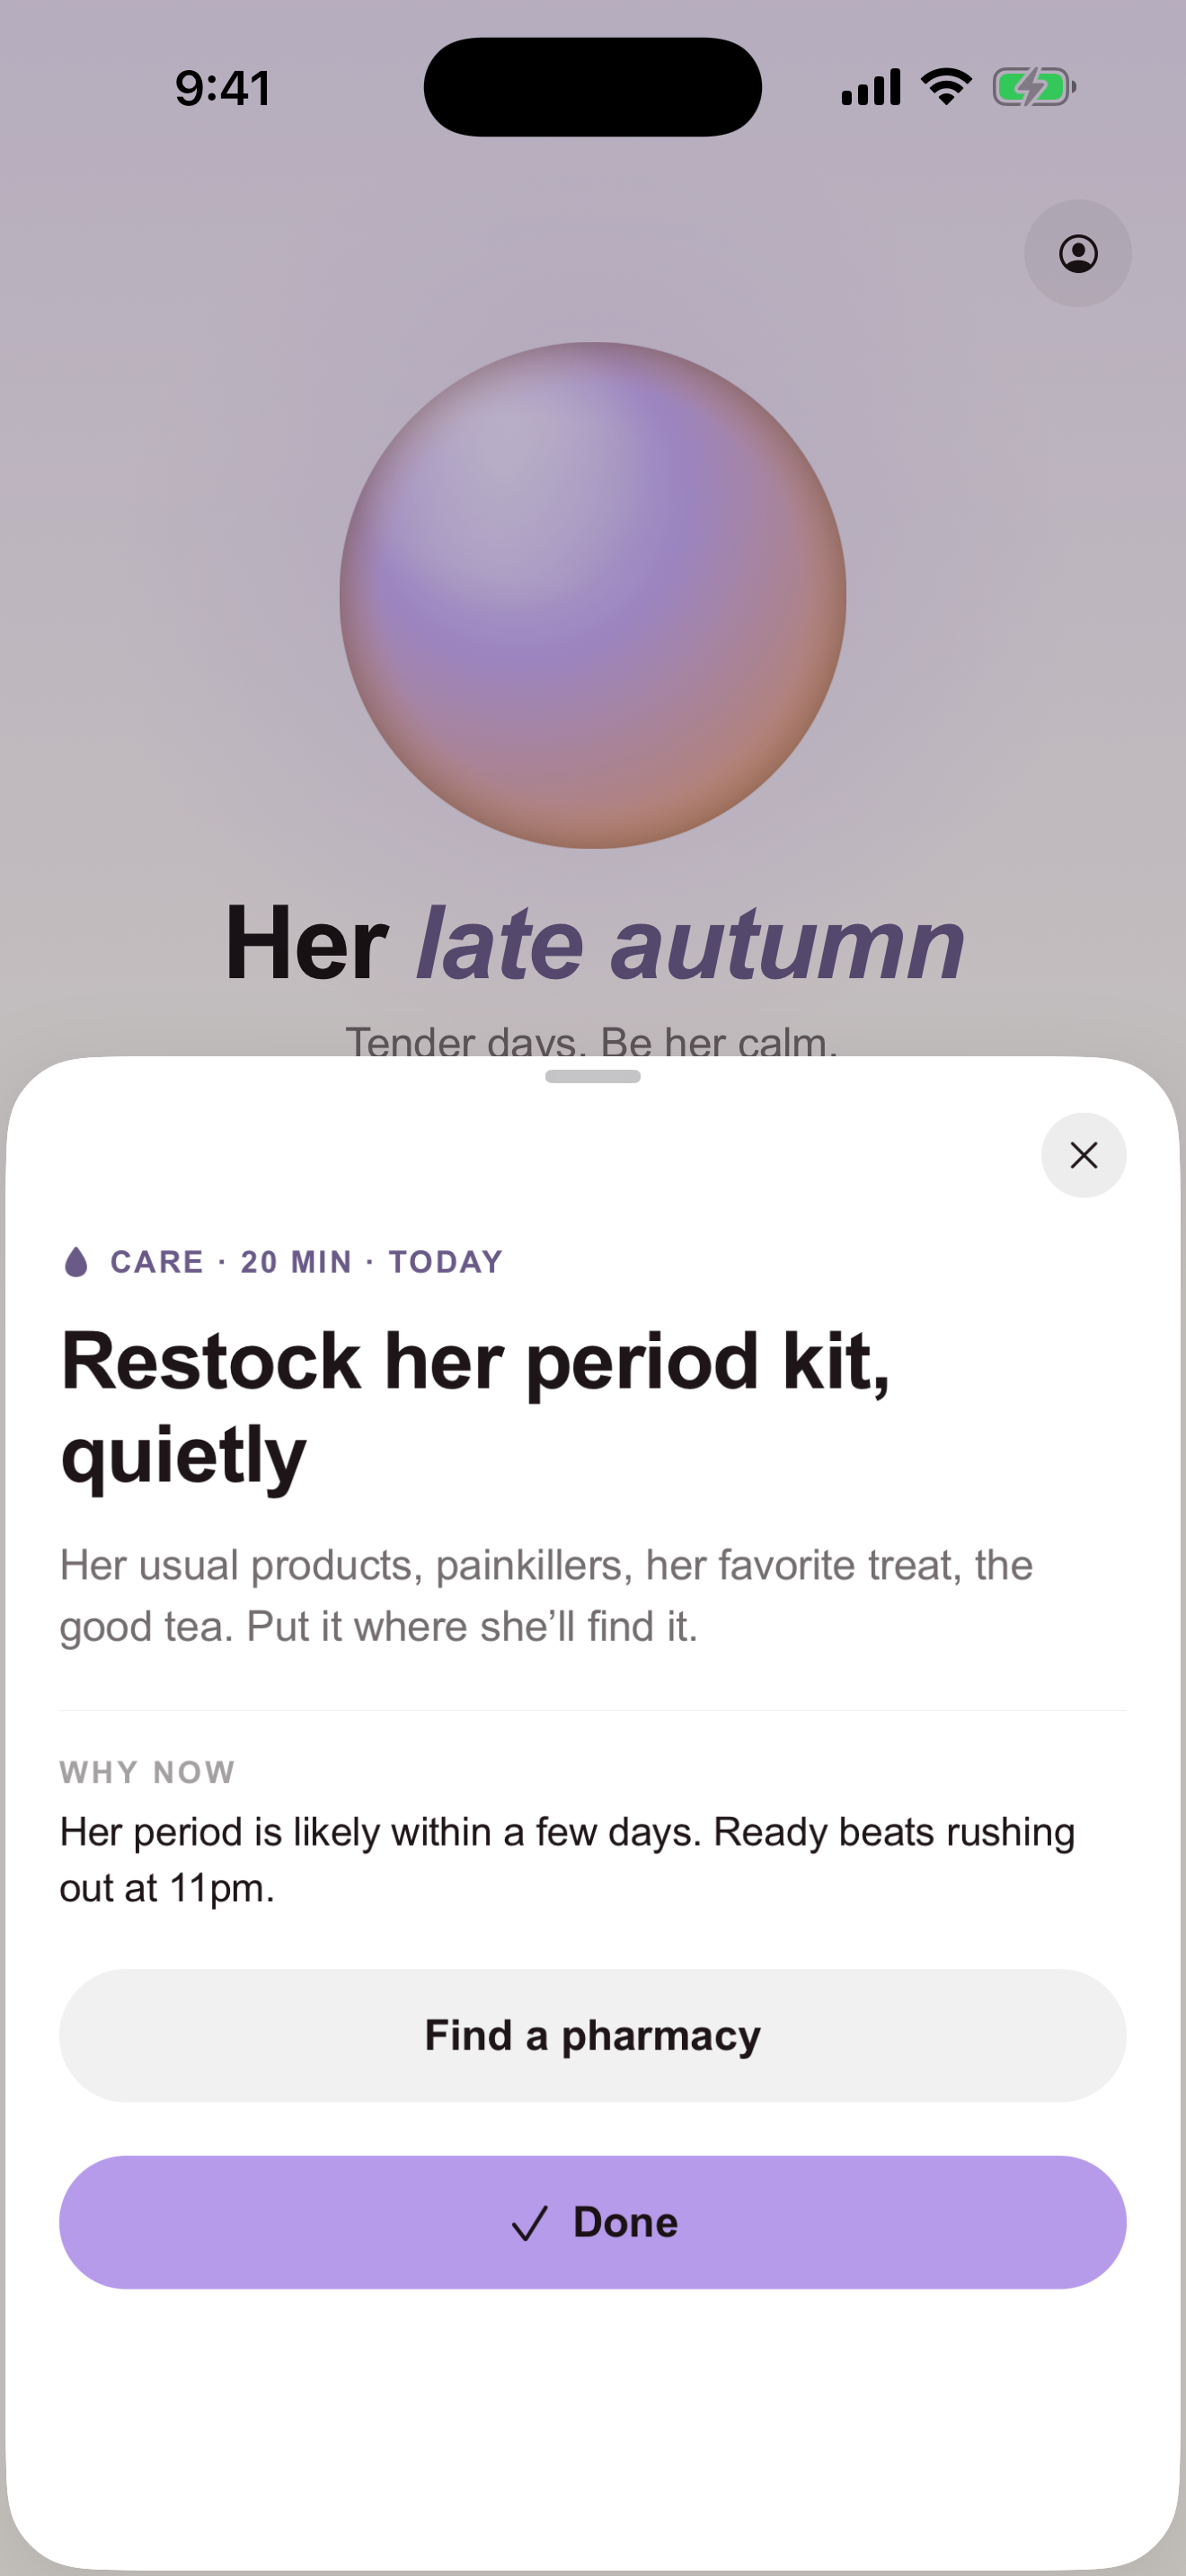 9:41
Her late autumn
Tender days. Be her calm.
CARE · 20 MIN · TODAY
Restock her period kit,
quietly
Her usual products, painkillers, her favorite treat, the
good tea. Put it where she’ll find it.
WHY NOW
Her period is likely within a few days. Ready beats rushing
out at 11pm.
Find a pharmacy
Done